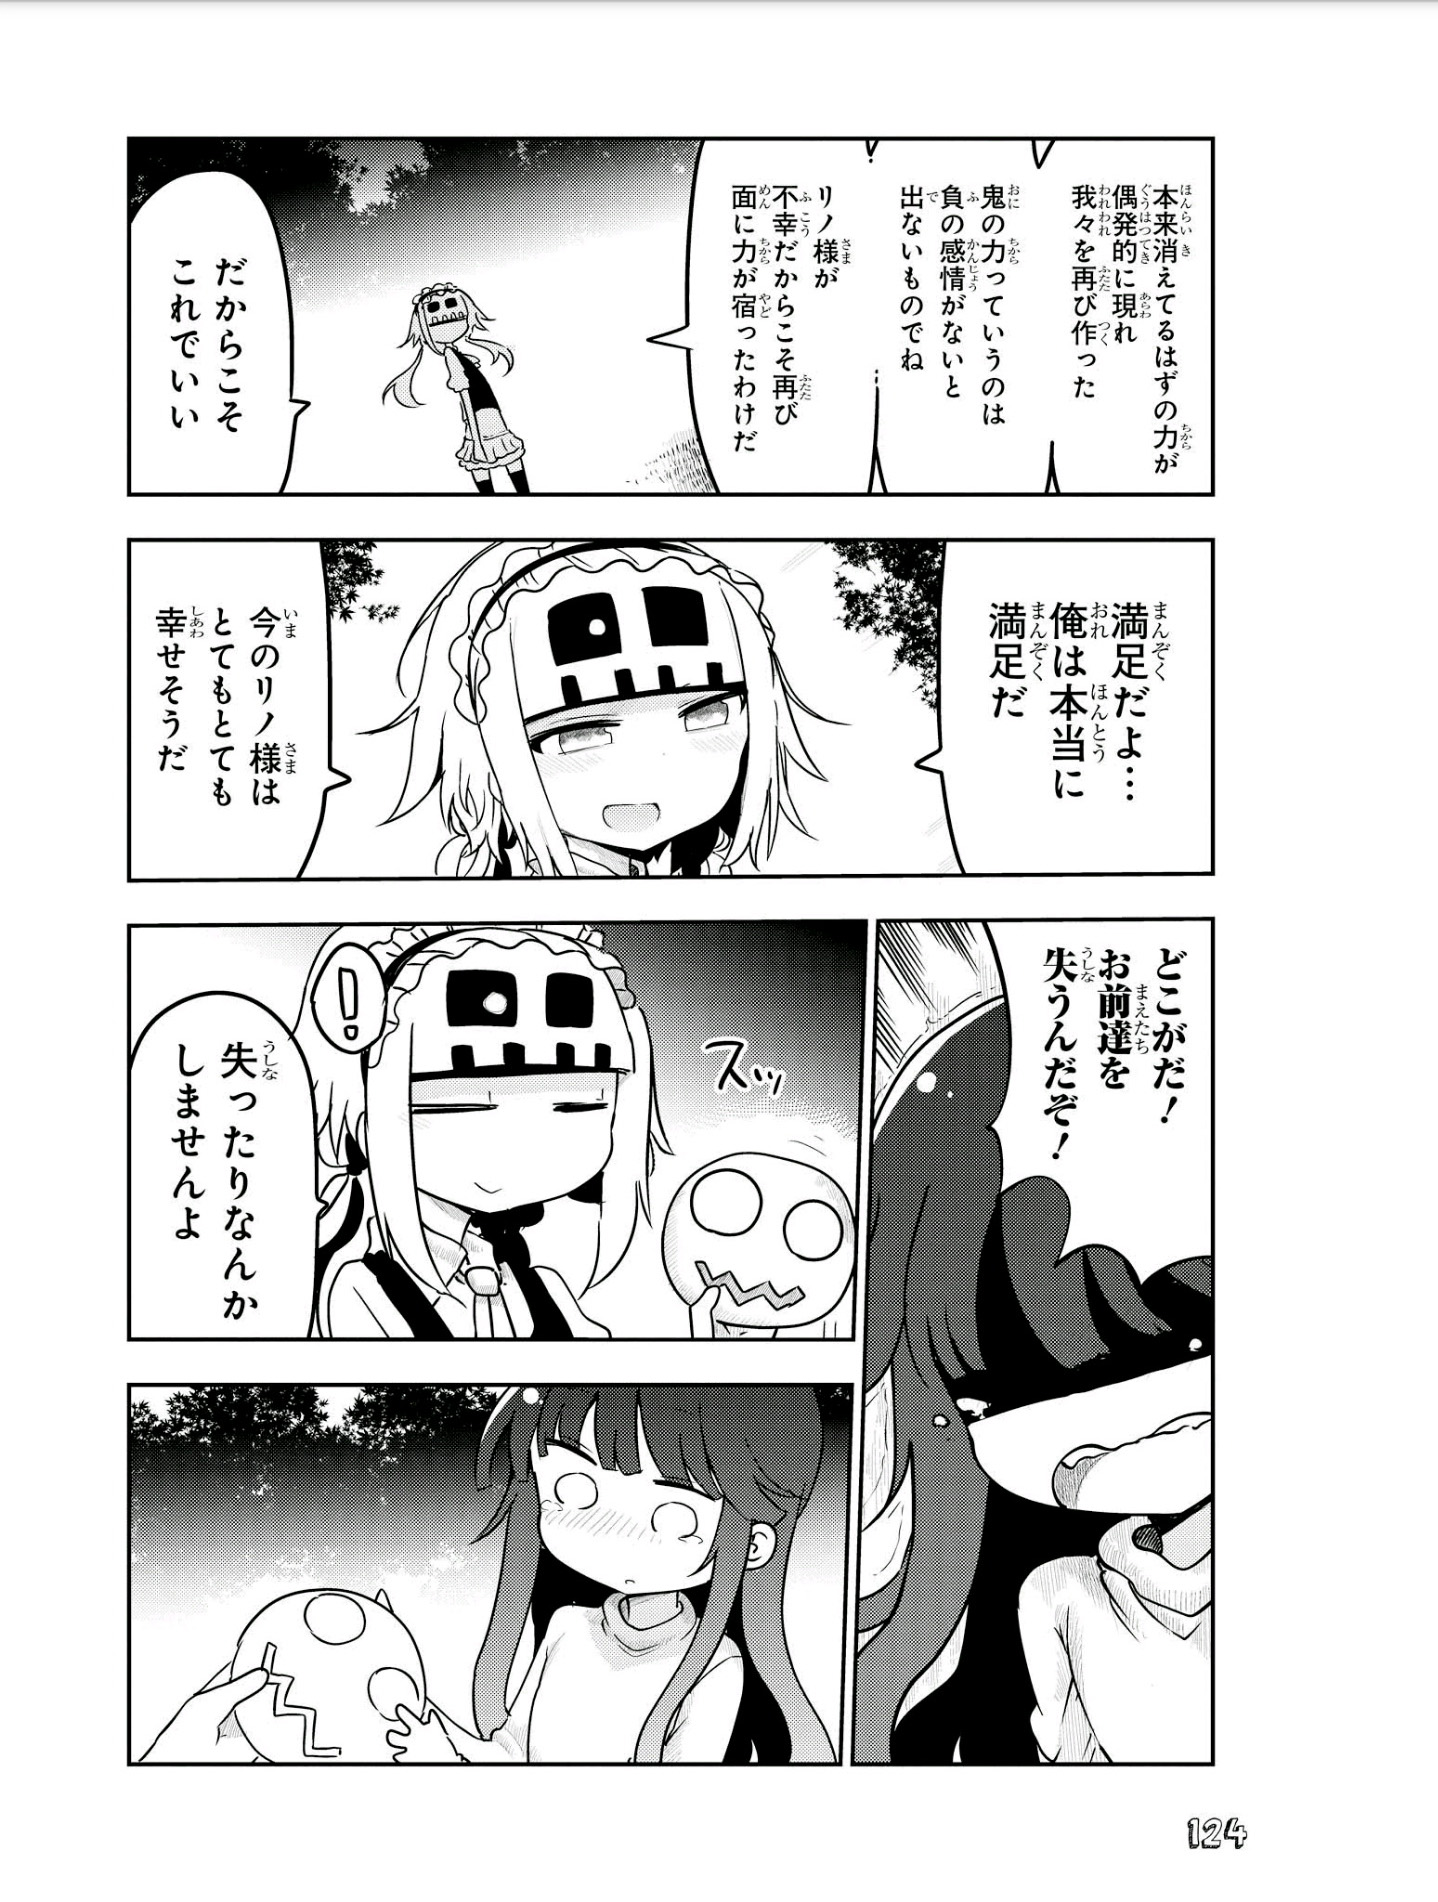 本来消えてるはずの力が
偶発的に現れ
我々を再び作った
鬼の力っていうのは
負の感情がないと
出ないものでね
リノ様が
不幸だからこそ再び
面に力が宿ったわけだ
だからこそ
これでいい
満足だよ…
俺は本当に
満足だ
今のリノ様は
とてもとても
幸せそうだ
どこがだ!
お前達を
失うんだぞ!
スッ
!
失ったりなんか
しませんよ
124